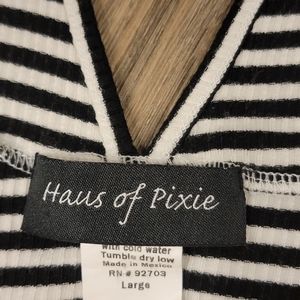 Haus of Pixie
with cold water
Tumble dry low
Made in Mexico
RN# 92703
Large